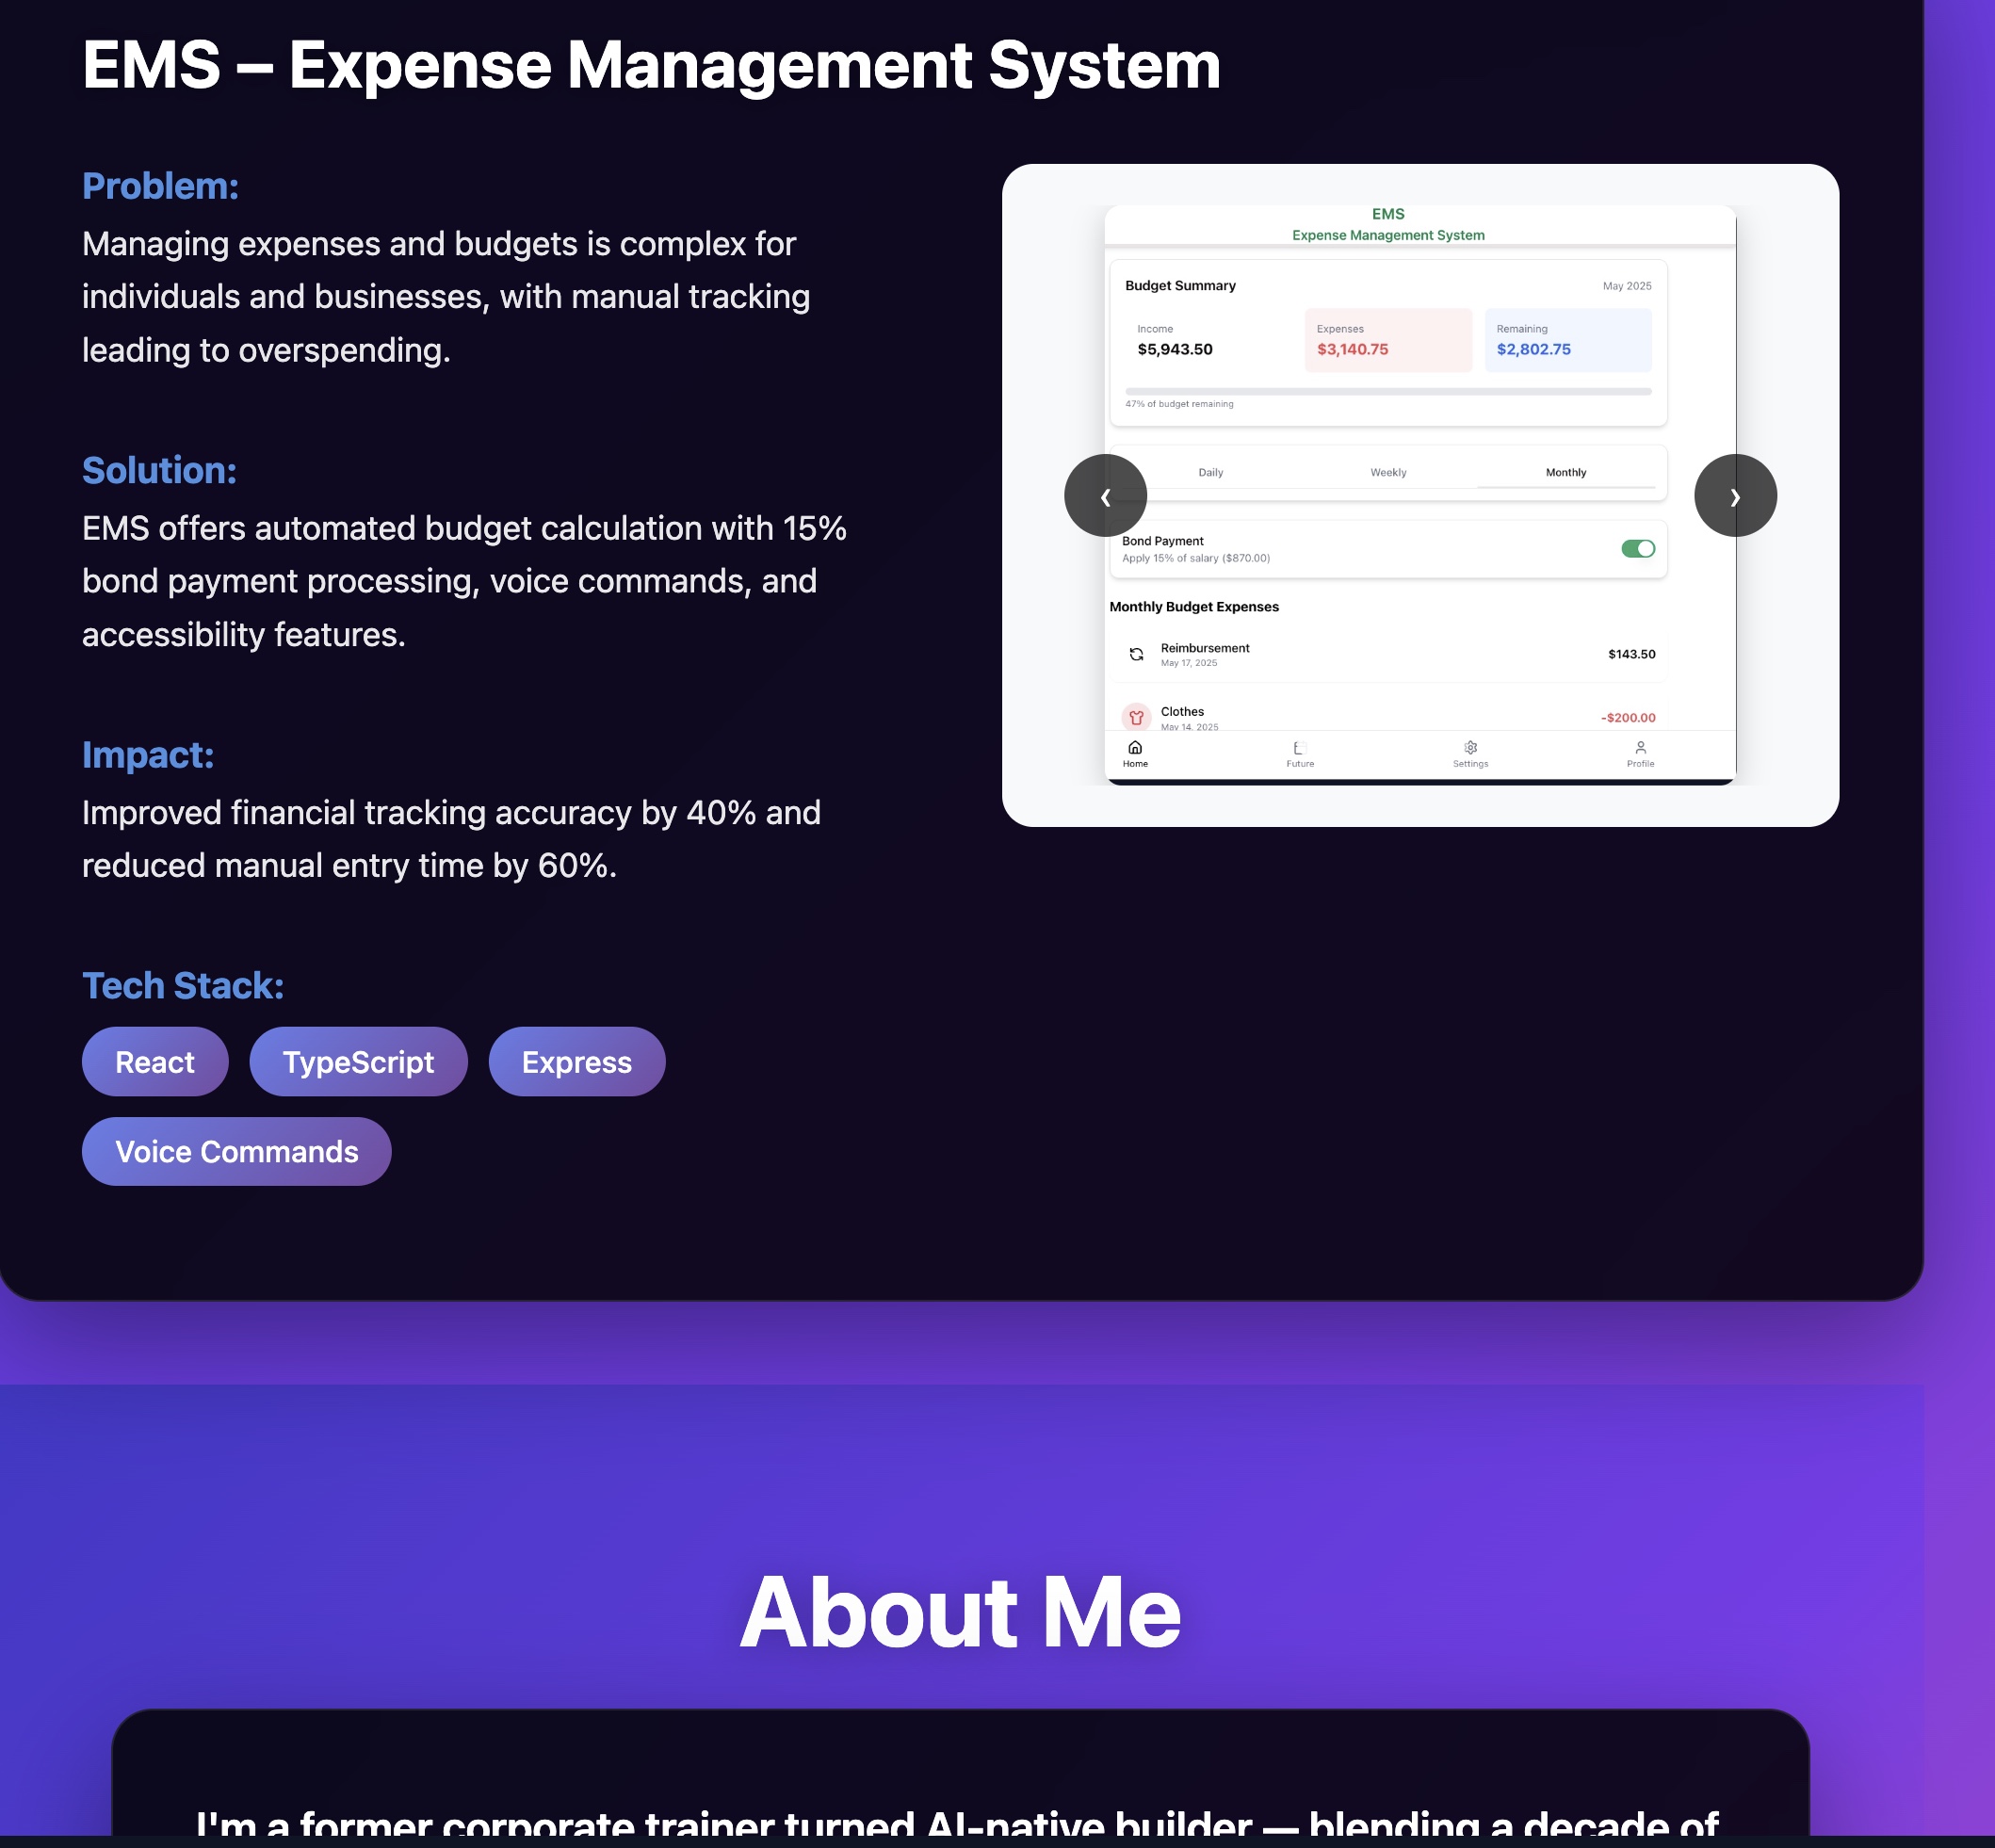 EMS – Expense Management System
Problem:
Managing expenses and budgets is complex for
individuals and businesses, with manual tracking
leading to overspending.
Solution:
EMS offers automated budget calculation with 15%
bond payment processing, voice commands, and
accessibility features.
Impact:
Improved financial tracking accuracy by 40% and
reduced manual entry time by 60%.
Tech Stack:
React TypeScript Express
Voice Commands
EMS
Expense Management System
Budget Summary May 2025
Income Expenses Remaining
$5,943.50 $3,140.75 $2,802.75
47% of budget remaining
Daily Weekly Monthly
Bond Payment
Apply 15% of salary ($870.00)
Monthly Budget Expenses
Reimbursement $143.50
May 17, 2025
Clothes -$200.00
May 14, 2025
Home Future Settings Profile
About Me
I'm a former corporate trainer turned AI-native builder — blending a decade of